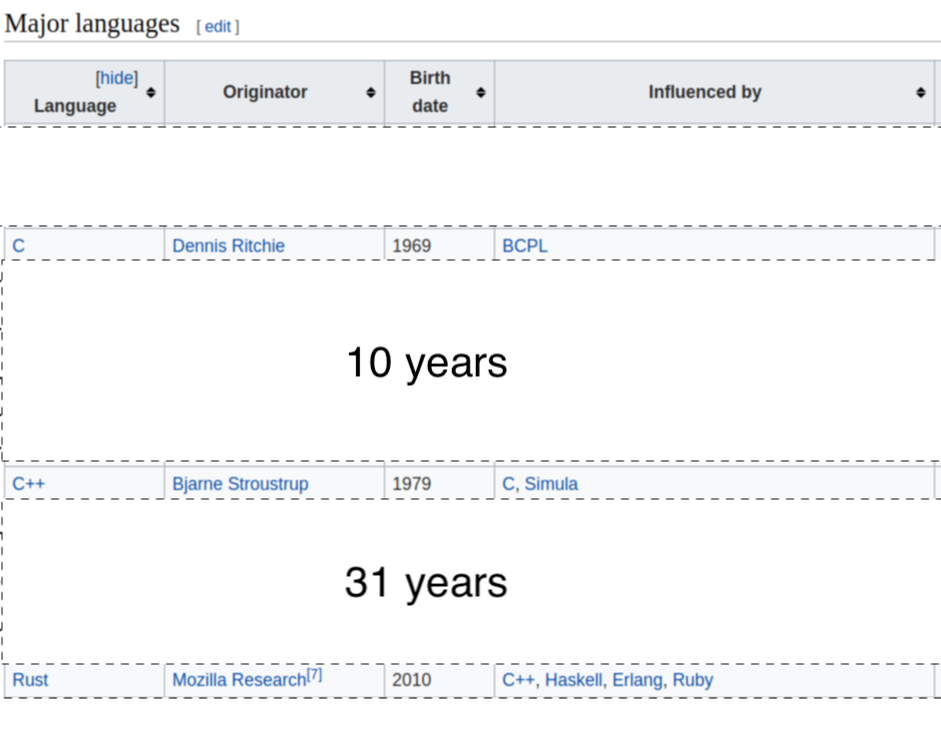 Major languages [ edit ]
[hide] Language Originator Birth date Influenced by
C Dennis Ritchie 1969 BCPL
10 years
C++ Bjarne Stroustrup 1979 C, Simula
31 years
Rust Mozilla Research[7] 2010 C++, Haskell, Erlang, Ruby